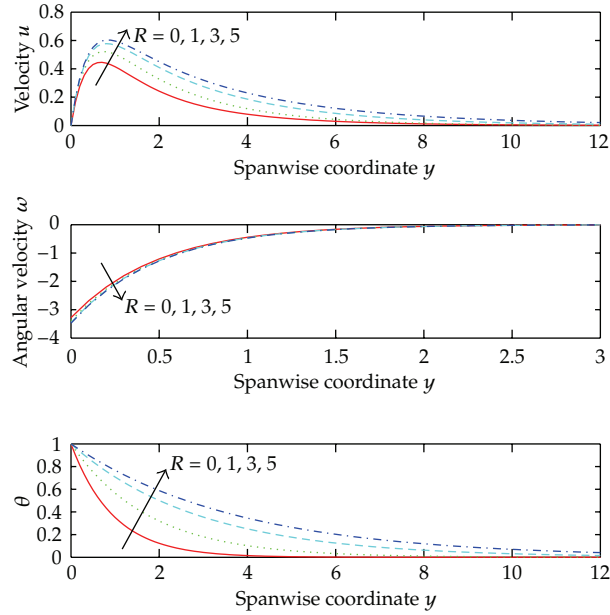 0.8
0.6
0.4
0.2
0
Velocity u
R = 0, 1, 3, 5
0 2 4 6 8 10 12
Spanwise coordinate y
0
−1
−2
−3
−4
Angular velocity ω
R = 0, 1, 3, 5
0 0.5 1 1.5 2 2.5 3
Spanwise coordinate y
1
0.8
0.6
0.4
0.2
0
θ
R = 0, 1, 3, 5
0 2 4 6 8 10 12
Spanwise coordinate y